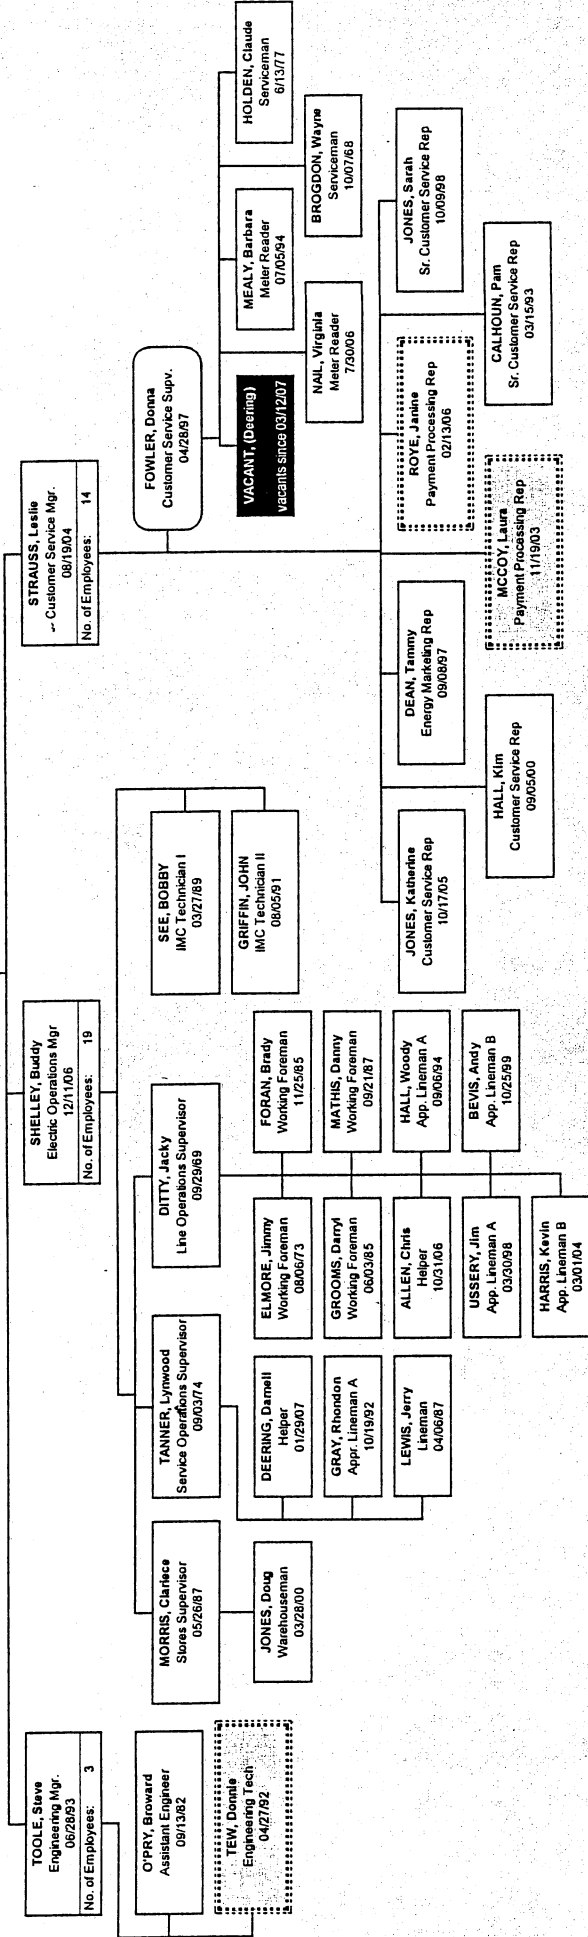 TOOLE, Steve
Engineering Mgr.
06/28/93
No. of Employees: 3
O'PRY, Broward
Assistant Engineer
09/13/82
TEW, Donnie
Engineering Tech
04/27/92
SHELLEY, Buddy
Electric Operations Mgr
12/11/06
No. of Employees: 19
MORRIS, Clariece
Stores Supervisor
05/26/87
JONES, Doug
Warehouseman
03/28/00
TANNER, Lynwood
Service Operations Supervisor
09/03/74
DEERING, Darnell
Helper
01/29/07
GRAY, Rhondon
Appr. Lineman A
10/19/92
LEWIS, Jerry
Lineman
04/06/87
DITTY, Jacky
Line Operations Supervisor
09/29/69
ELMORE, Jimmy
Working Foreman
08/06/73
FORAN, Brady
Working Foreman
11/25/85
GROOMS, Darryl
Working Foreman
06/03/85
MATHIS, Danny
Working Foreman
09/21/87
ALLEN, Chris
Helper
10/31/06
HALL, Woody
App. Lineman A
09/06/94
USSERY, Jim
App. Lineman A
03/30/98
BEVIS, Andy
App. Lineman B
10/25/99
HARRIS, Kevin
App. Lineman B
03/01/04
SEE, BOBBY
IMC Technician I
03/27/89
GRIFFIN, JOHN
IMC Technician II
08/05/91
STRAUSS, Leslie
Customer Service Mgr.
08/19/04
No. of Employees: 14
FOWLER, Donna
Customer Service Supv.
04/28/97
VACANT, (Deering)
vacants since 03/12/07
MEALY, Barbara
Meter Reader
07/05/94
HOLDEN, Claude
Serviceman
6/13/77
NAIL, Virginia
Meter Reader
7/30/06
BROGDON, Wayne
Serviceman
10/07/68
JONES, Katherine
Customer Service Rep
10/17/05
DEAN, Tammy
Energy Marketing Rep
09/08/97
ROYE, Janine
Payment Processing Rep
02/13/06
JONES, Sarah
Sr. Customer Service Rep
10/09/98
HALL, Kim
Customer Service Rep
09/05/00
MCCOY, Laura
Payment Processing Rep
11/19/03
CALHOUN, Pam
Sr. Customer Service Rep
03/15/93